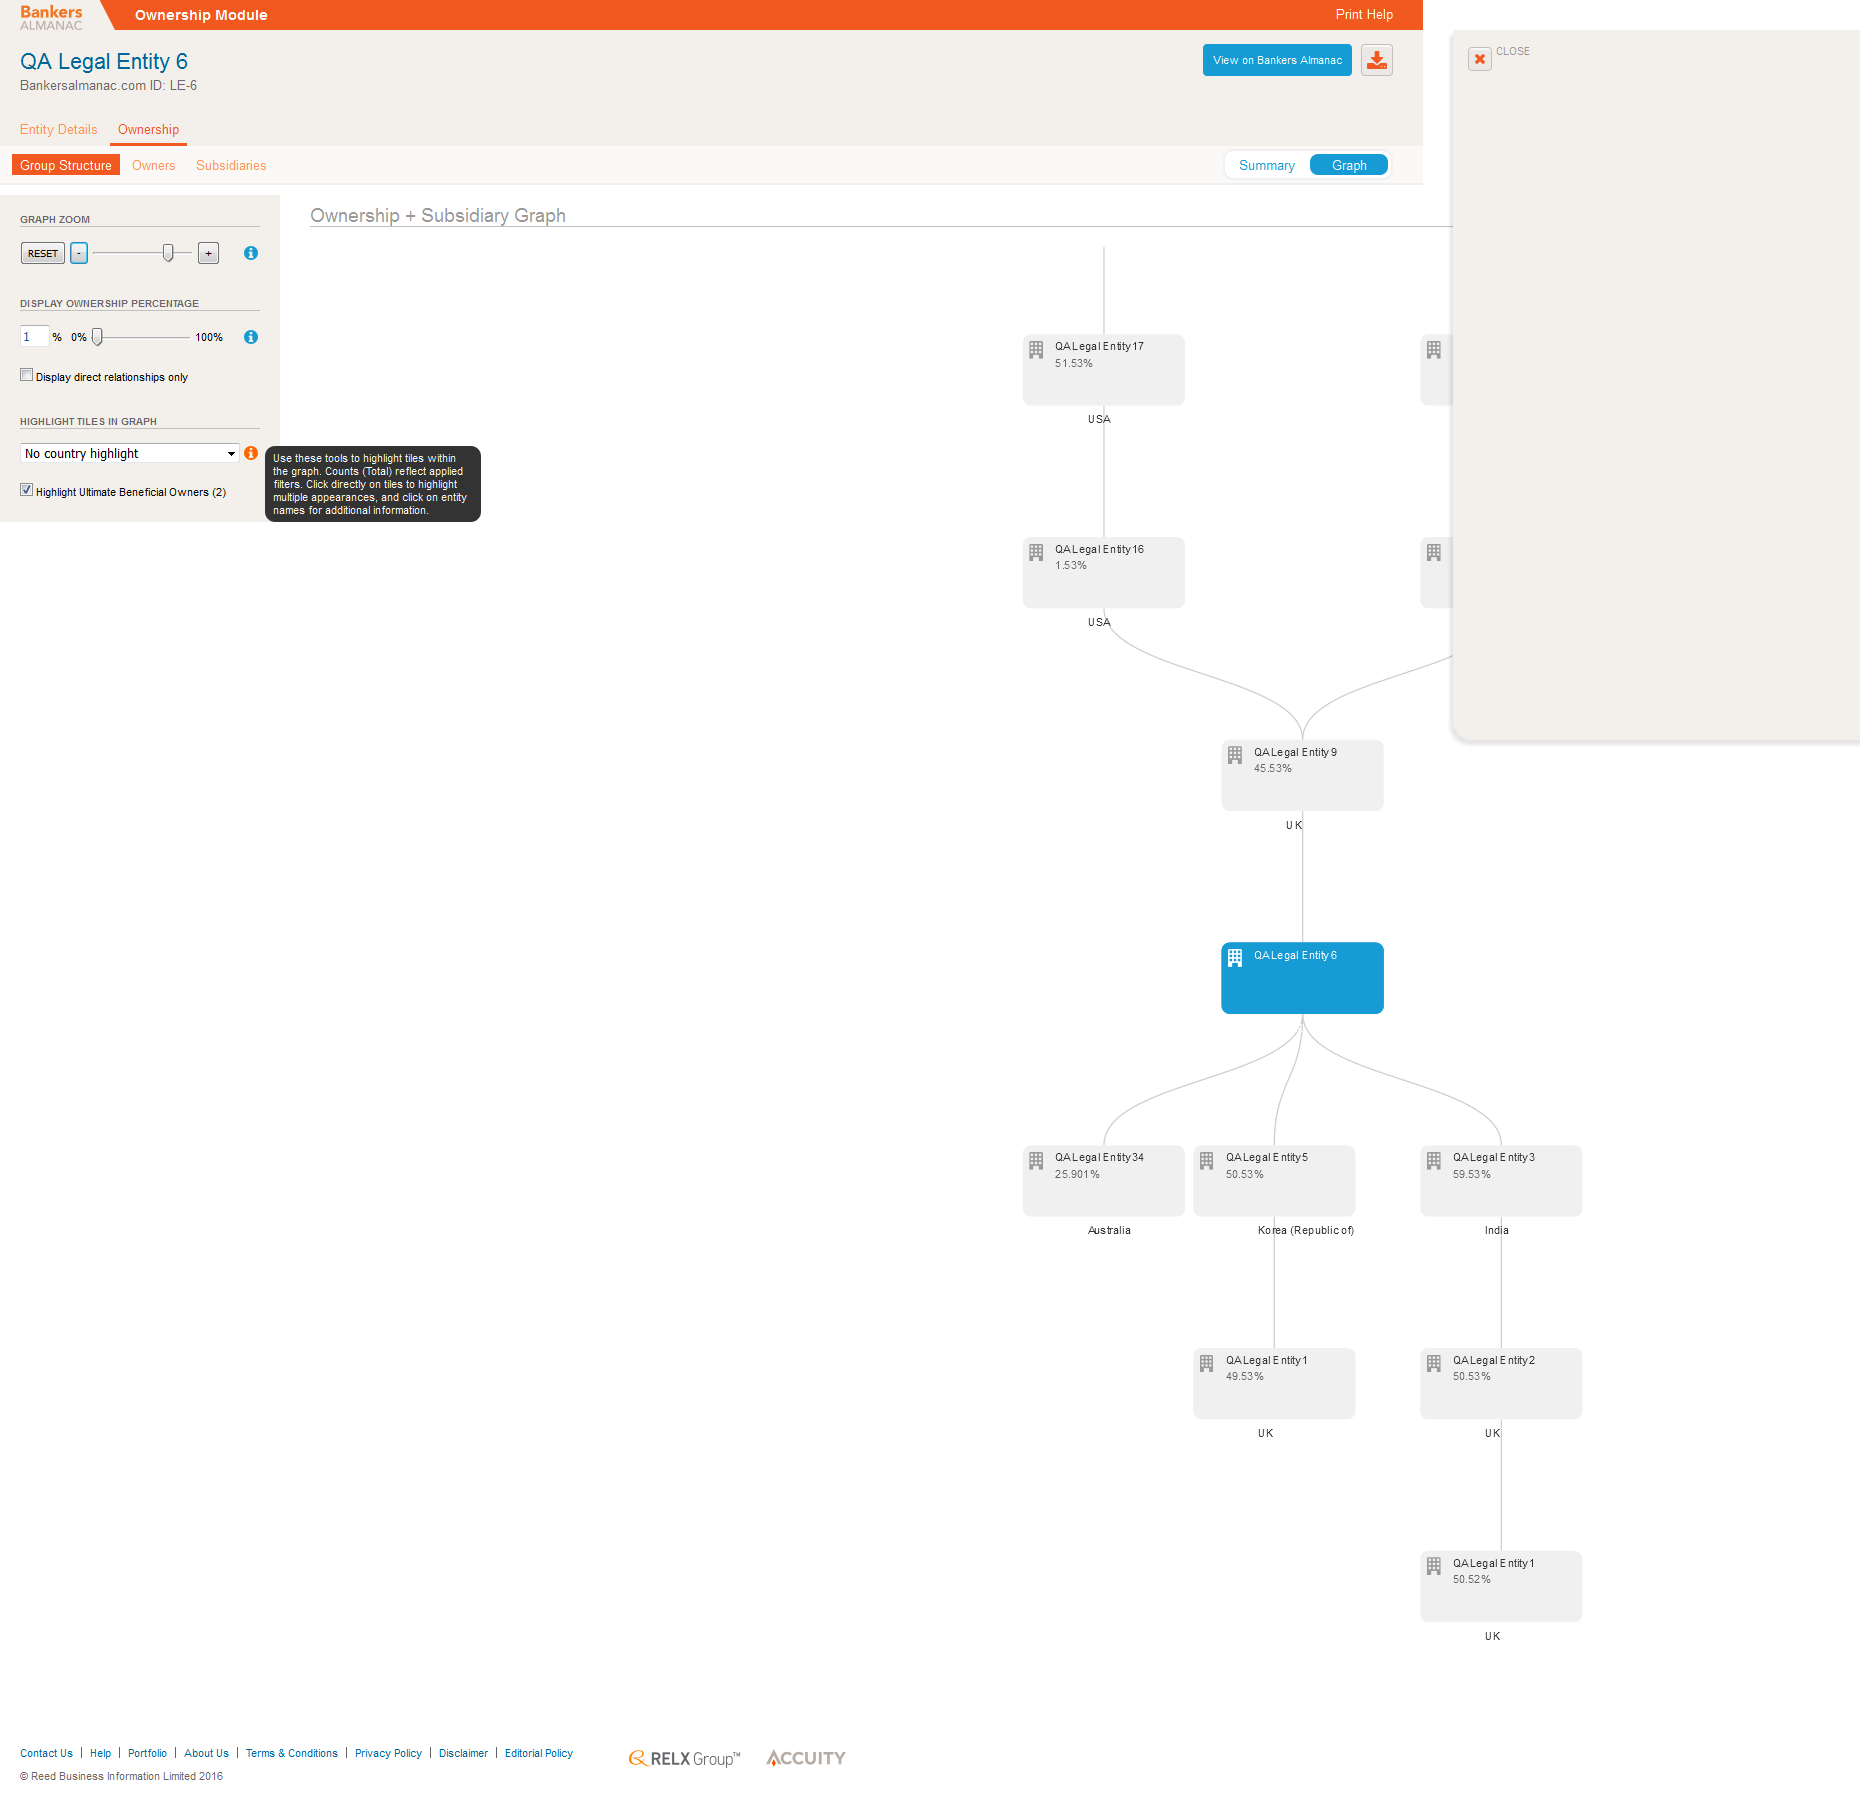 Bankers
ALMANAC
Ownership Module
Print Help
QA Legal Entity 6
Bankersalmanac.com ID: LE-6
View on Bankers Almanac
CLOSE
Entity Details
Ownership
Group Structure
Owners
Subsidiaries
Summary
Graph
GRAPH ZOOM
RESET
-
+
DISPLAY OWNERSHIP PERCENTAGE
1 % 0% 100%
Display direct relationships only
HIGHLIGHT TILES IN GRAPH
No country highlight
Highlight Ultimate Beneficial Owners (2)
Use these tools to highlight tiles within
the graph. Counts (Total) reflect applied
filters. Click directly on tiles to highlight
multiple appearances, and click on entity
names for additional information.
Ownership + Subsidiary Graph
QA Legal Entity 17
51.53%
USA
QA Legal Entity 16
1.53%
USA
QA Legal Entity 9
45.53%
UK
QA Legal Entity 6
QA Legal Entity 34
25.901%
Australia
QA Legal Entity 5
50.53%
Korea (Republic of)
QA Legal Entity 3
59.53%
India
QA Legal Entity 1
49.53%
UK
QA Legal Entity 2
50.53%
UK
QA Legal Entity 1
50.52%
UK
Contact Us | Help | Portfolio | About Us | Terms & Conditions | Privacy Policy | Disclaimer | Editorial Policy
© Reed Business Information Limited 2016
RELX Group™
ACCUITY